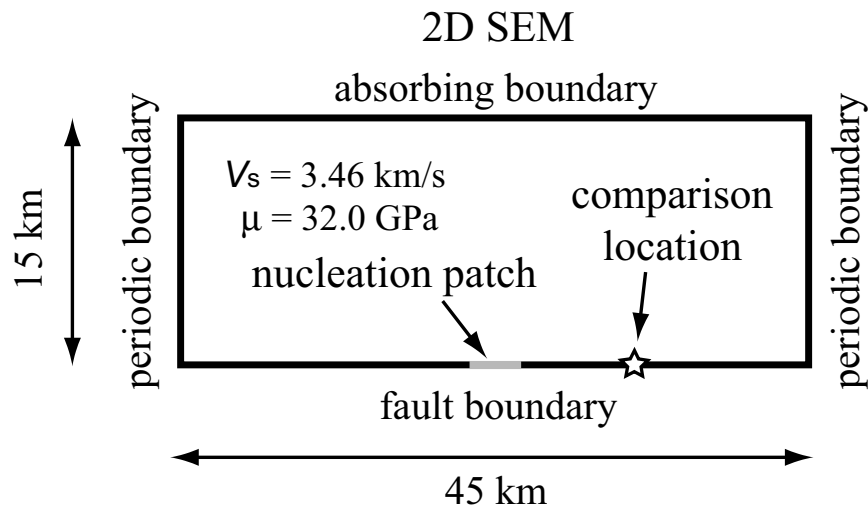 2D SEM
absorbing boundary
periodic boundary
15 km
Vs = 3.46 km/s
μ = 32.0 GPa
nucleation patch
comparison
location
periodic boundary
fault boundary
45 km